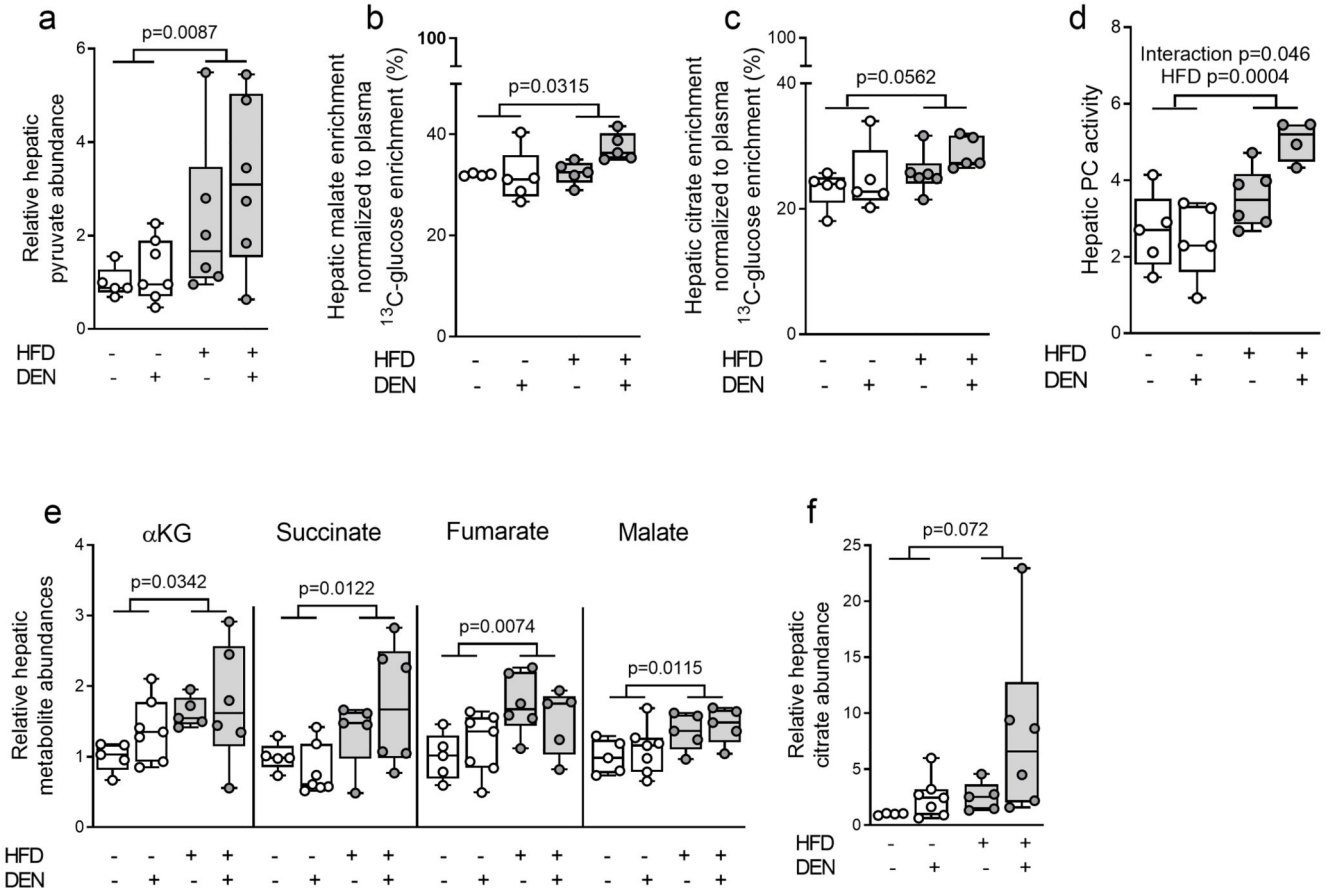 a
p=0.0087
Relative hepatic
pyruvate abundance
6
4
2
0
HFD - - + +
DEN - + - +
b
p=0.0315
Hepatic malate enrichment
normalized to plasma
¹³C-glucose enrichment (%)
100
40
20
0
HFD - - + +
DEN - + - +
c
p=0.0562
Hepatic citrate enrichment
normalized to plasma
¹³C-glucose enrichment (%)
100
40
20
0
HFD - - + +
DEN - + - +
d
Interaction p=0.046
HFD p=0.0004
Hepatic PC activity
8
6
4
2
0
HFD - - + +
DEN - + - +
e
αKG Succinate Fumarate Malate
p=0.0342
p=0.0122
p=0.0074
p=0.0115
Relative hepatic
metabolite abundances
4
3
2
1
0
HFD - - + + - - + + - - + + - - + +
DEN - + - + - + - + - + - + - + - +
f
p=0.072
Relative hepatic
citrate abundance
25
20
15
10
5
0
HFD - - + +
DEN - + - +